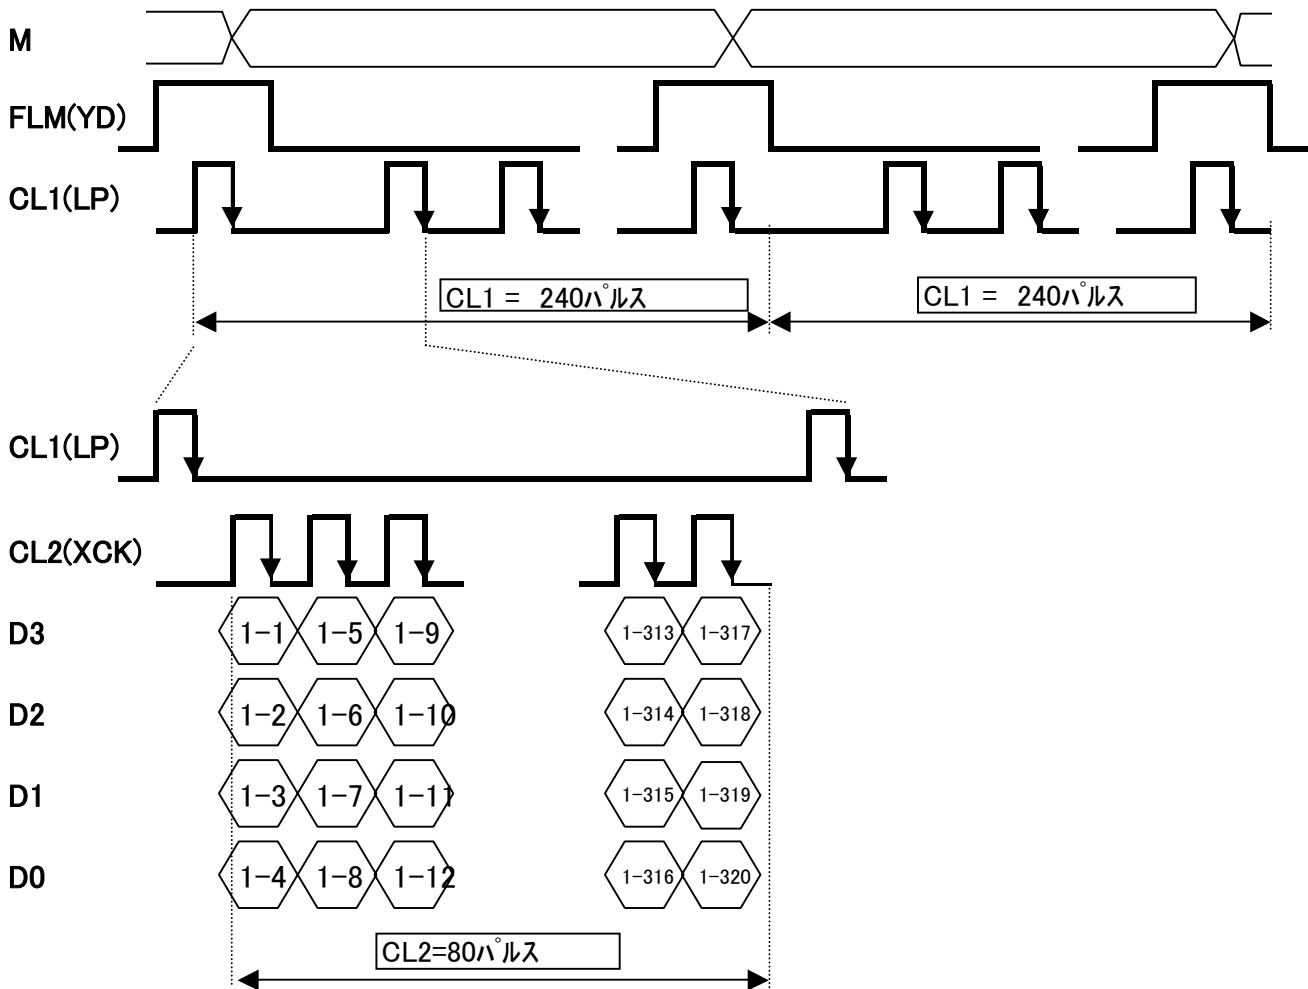 M
FLM(YD)
CL1(LP)
CL1 = 240パルス
CL1 = 240パルス
CL1(LP)
CL2(XCK)
D3
1-1 1-5 1-9 1-313 1-317
D2
1-2 1-6 1-10 1-314 1-318
D1
1-3 1-7 1-11 1-315 1-319
D0
1-4 1-8 1-12 1-316 1-320
CL2=80パルス